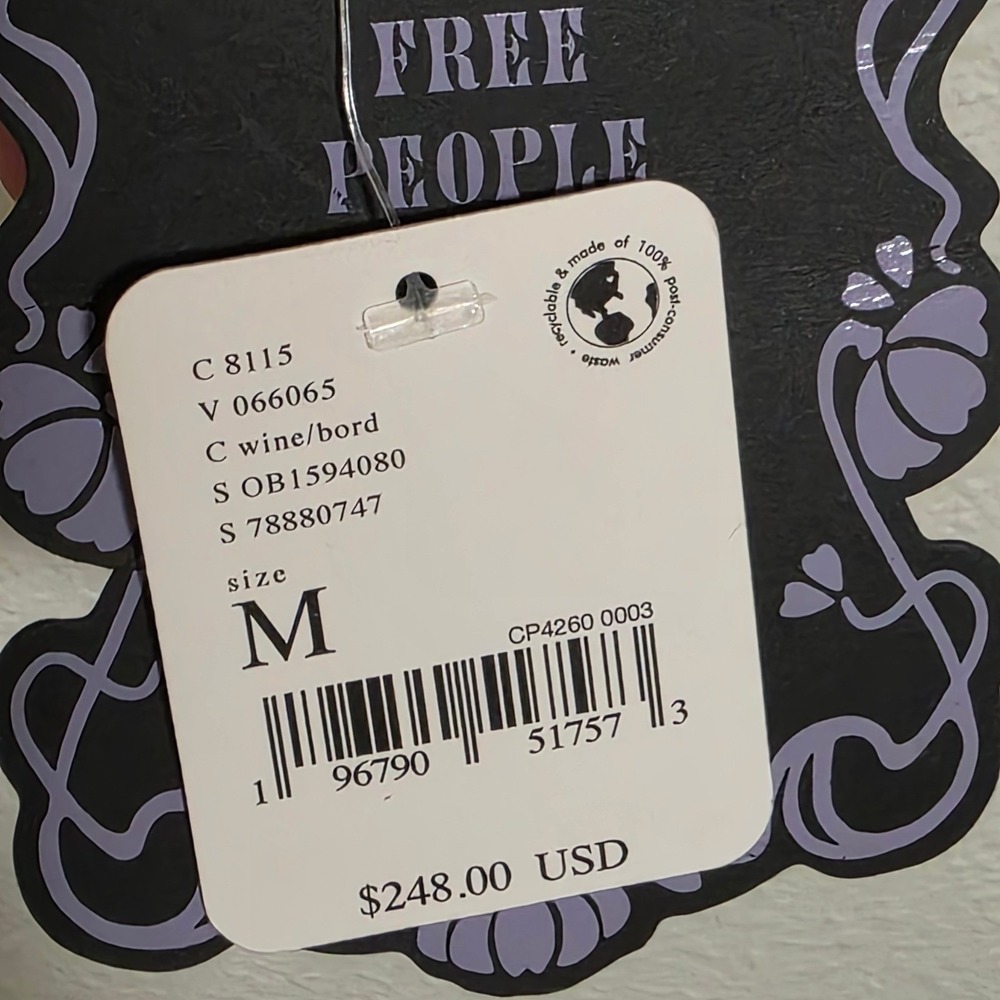 FREE
PEOPLE
recyclable & made of 100% post-consumer waste •
C 8115
V 066065
C wine/bord
S OB1594080
S 78880747
size
M
CP4260 0003
1 96790 51757 3
$248.00 USD